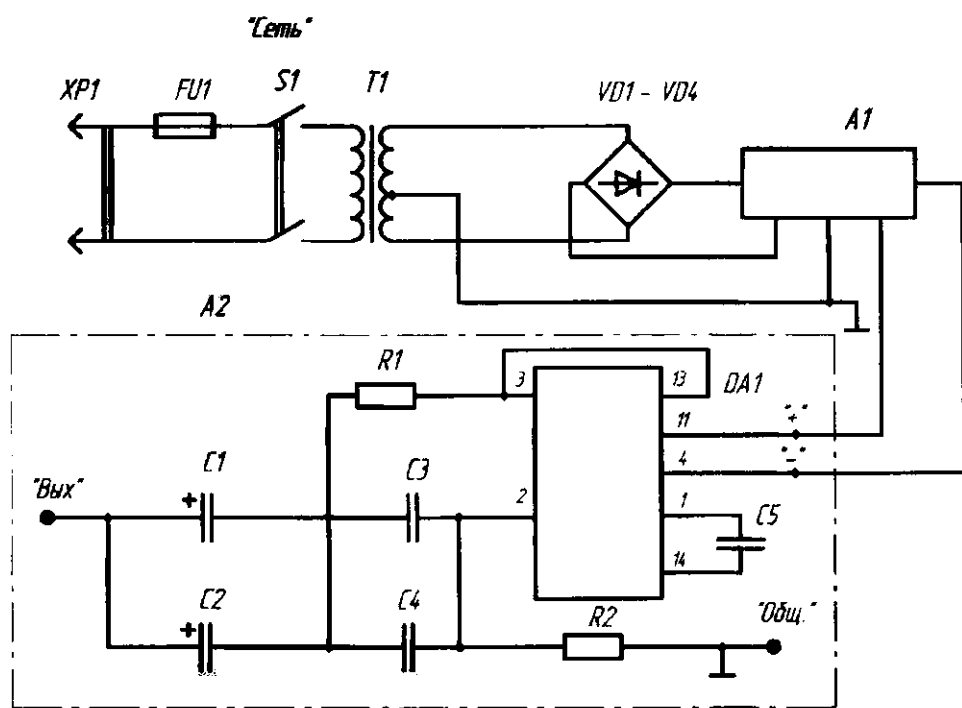 "Сеть"
XP1
FU1
S1
T1
VD1 - VD4
A1
A2
R1
3
13
DA1
11
"+"
4
"-"
"Вых"
C1
+
C3
2
1
C5
14
C2
+
C4
R2
"Общ."